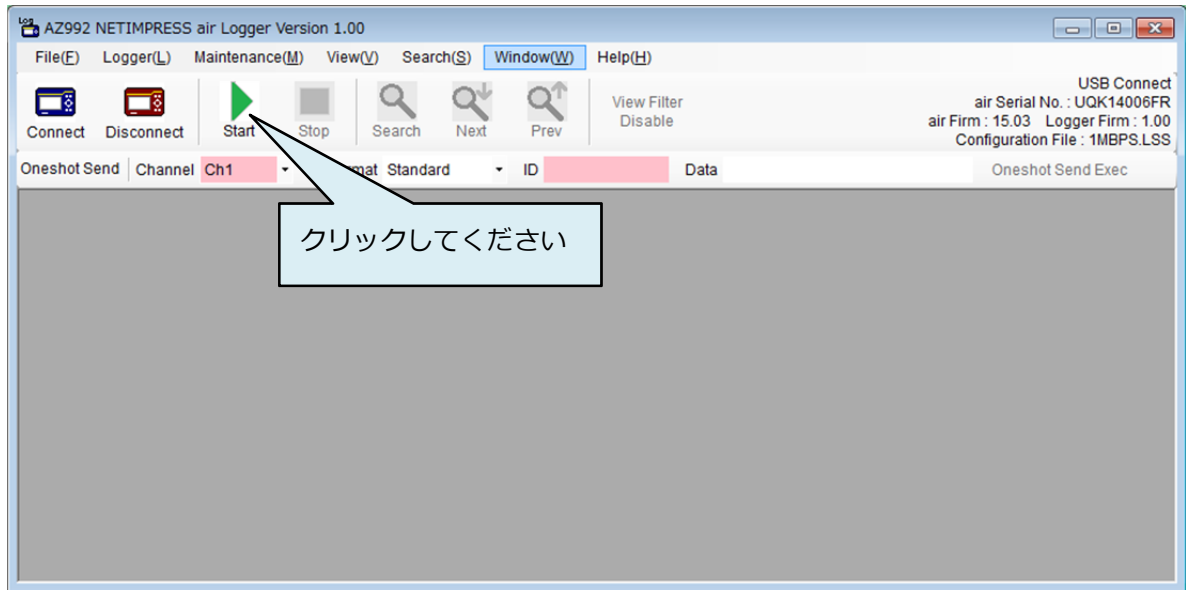 Log
AZ992 NETIMPRESS air Logger Version 1.00
File(F) Logger(L) Maintenance(M) View(V) Search(S) Window(W) Help(H)
USB Connect
air Serial No. : UQK14006FR
air Firm : 15.03 Logger Firm : 1.00
Configuration File : 1MBPS.LSS
Connect Disconnect Start Stop Search Next Prev
View Filter
Disable
Oneshot Send Channel Ch1 mat Standard ID Data Oneshot Send Exec
クリックしてください